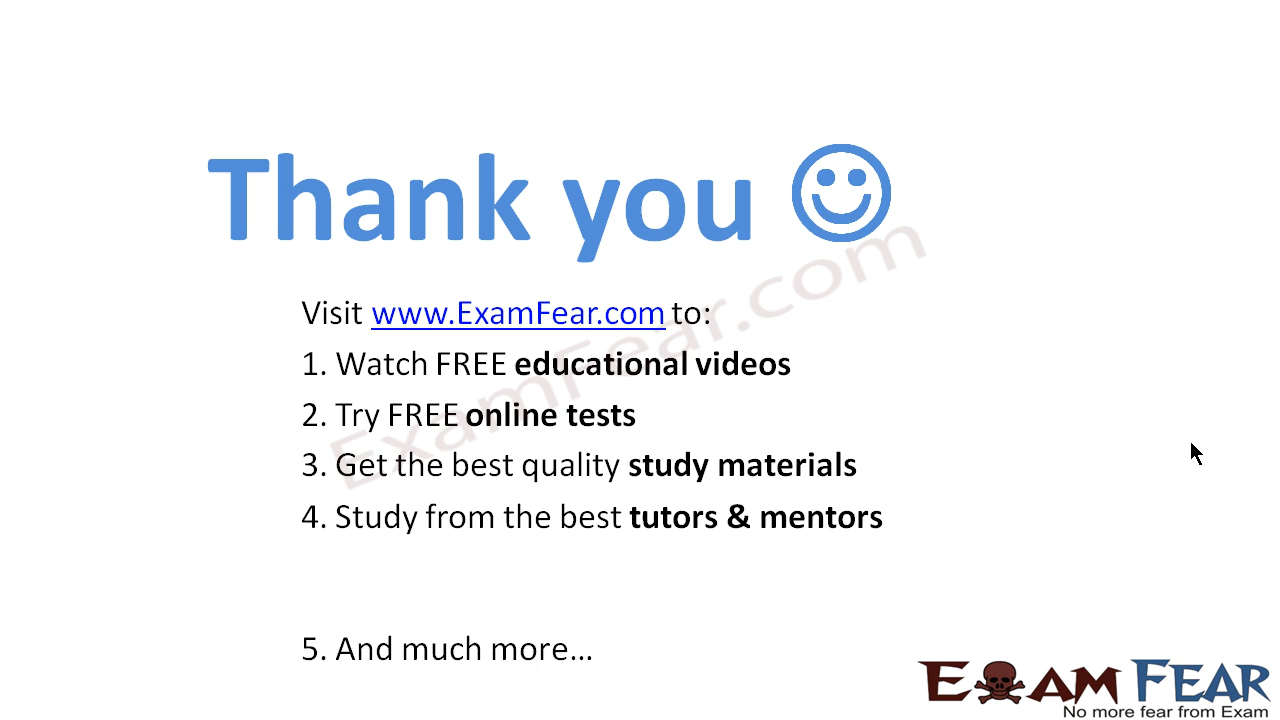 Thank you
Visit www.ExamFear.com to:
1. Watch FREE educational videos
2. Try FREE online tests
3. Get the best quality study materials
4. Study from the best tutors & mentors
5. And much more...
ExamFear.com
EXAM FEAR
No more fear from Exam